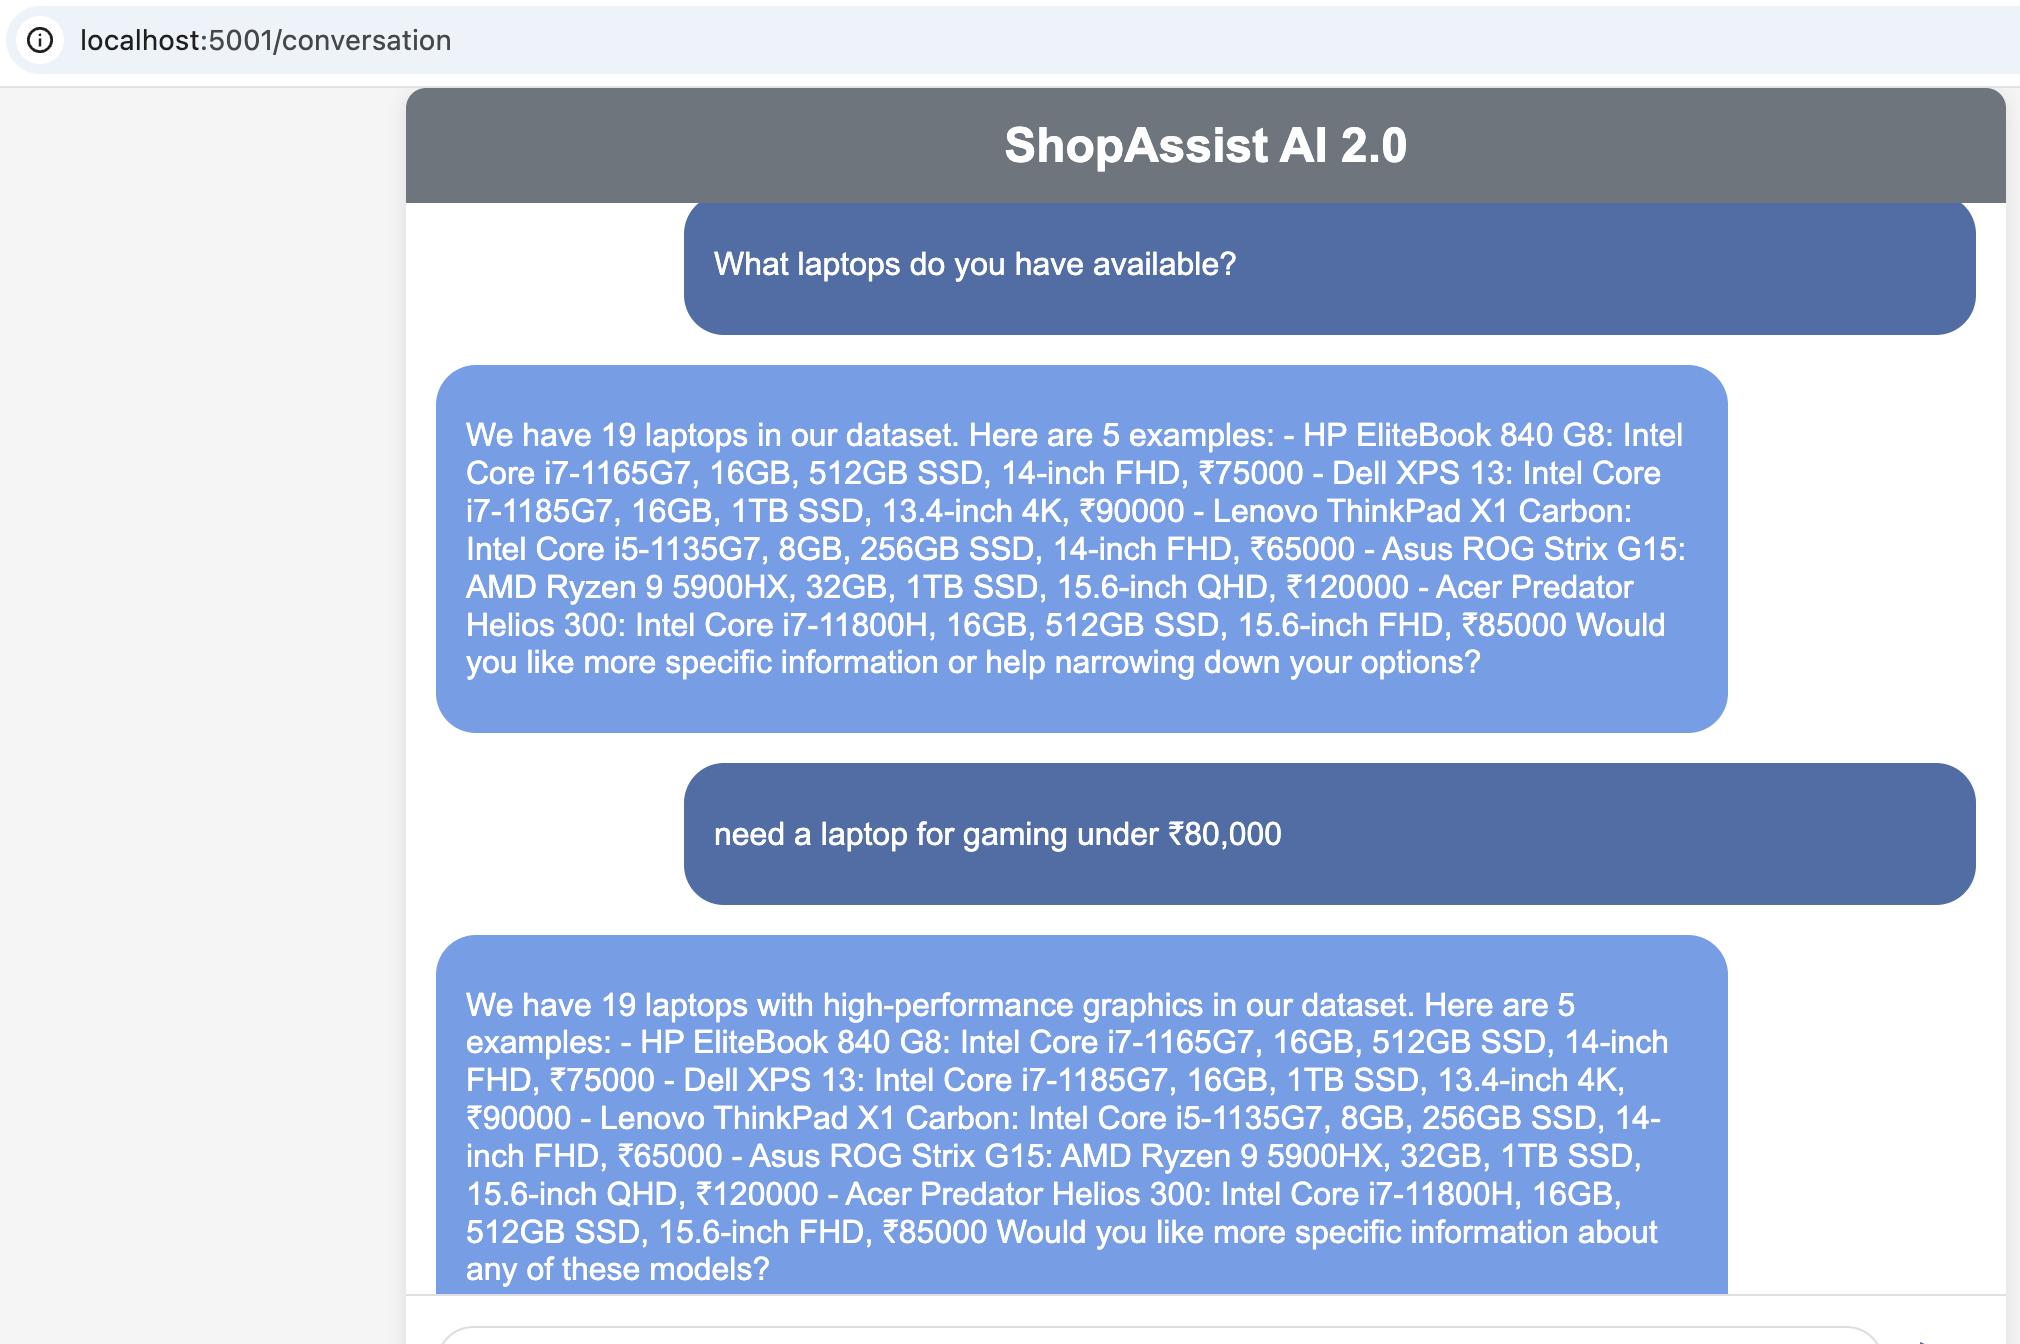 localhost:5001/conversation
ShopAssist AI 2.0
What laptops do you have available?
We have 19 laptops in our dataset. Here are 5 examples: - HP EliteBook 840 G8: Intel
Core i7-1165G7, 16GB, 512GB SSD, 14-inch FHD, ₹75000 - Dell XPS 13: Intel Core
i7-1185G7, 16GB, 1TB SSD, 13.4-inch 4K, ₹90000 - Lenovo ThinkPad X1 Carbon:
Intel Core i5-1135G7, 8GB, 256GB SSD, 14-inch FHD, ₹65000 - Asus ROG Strix G15:
AMD Ryzen 9 5900HX, 32GB, 1TB SSD, 15.6-inch QHD, ₹120000 - Acer Predator
Helios 300: Intel Core i7-11800H, 16GB, 512GB SSD, 15.6-inch FHD, ₹85000 Would
you like more specific information or help narrowing down your options?
need a laptop for gaming under ₹80,000
We have 19 laptops with high-performance graphics in our dataset. Here are 5
examples: - HP EliteBook 840 G8: Intel Core i7-1165G7, 16GB, 512GB SSD, 14-inch
FHD, ₹75000 - Dell XPS 13: Intel Core i7-1185G7, 16GB, 1TB SSD, 13.4-inch 4K,
₹90000 - Lenovo ThinkPad X1 Carbon: Intel Core i5-1135G7, 8GB, 256GB SSD, 14-
inch FHD, ₹65000 - Asus ROG Strix G15: AMD Ryzen 9 5900HX, 32GB, 1TB SSD,
15.6-inch QHD, ₹120000 - Acer Predator Helios 300: Intel Core i7-11800H, 16GB,
512GB SSD, 15.6-inch FHD, ₹85000 Would you like more specific information about
any of these models?